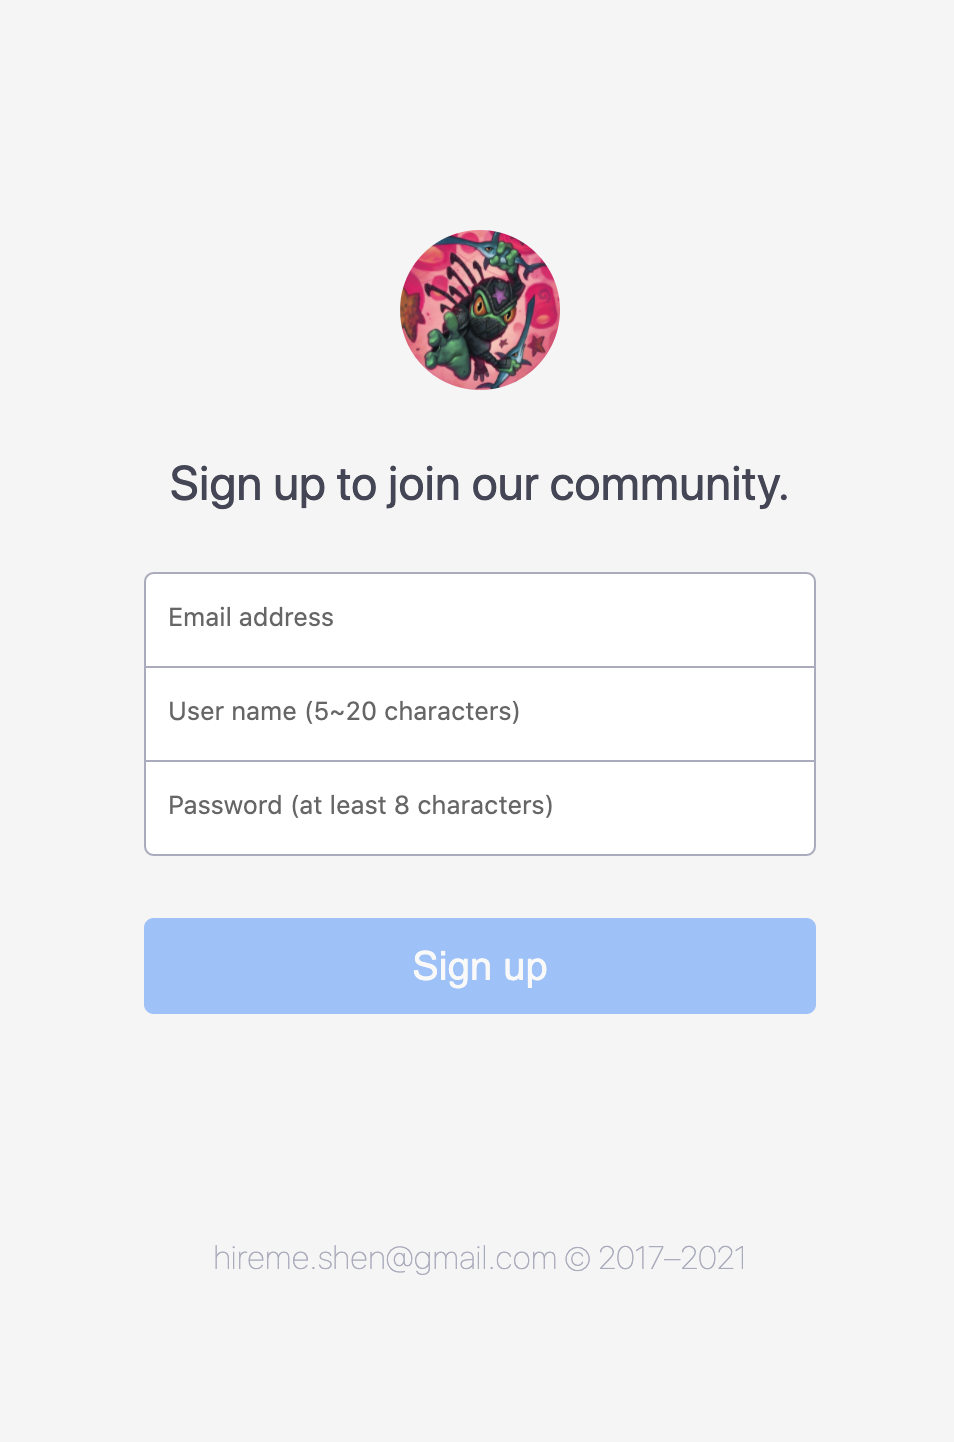 Sign up to join our community.
Email address
User name (5~20 characters)
Password (at least 8 characters)
Sign up
hireme.shen@gmail.com © 2017–2021